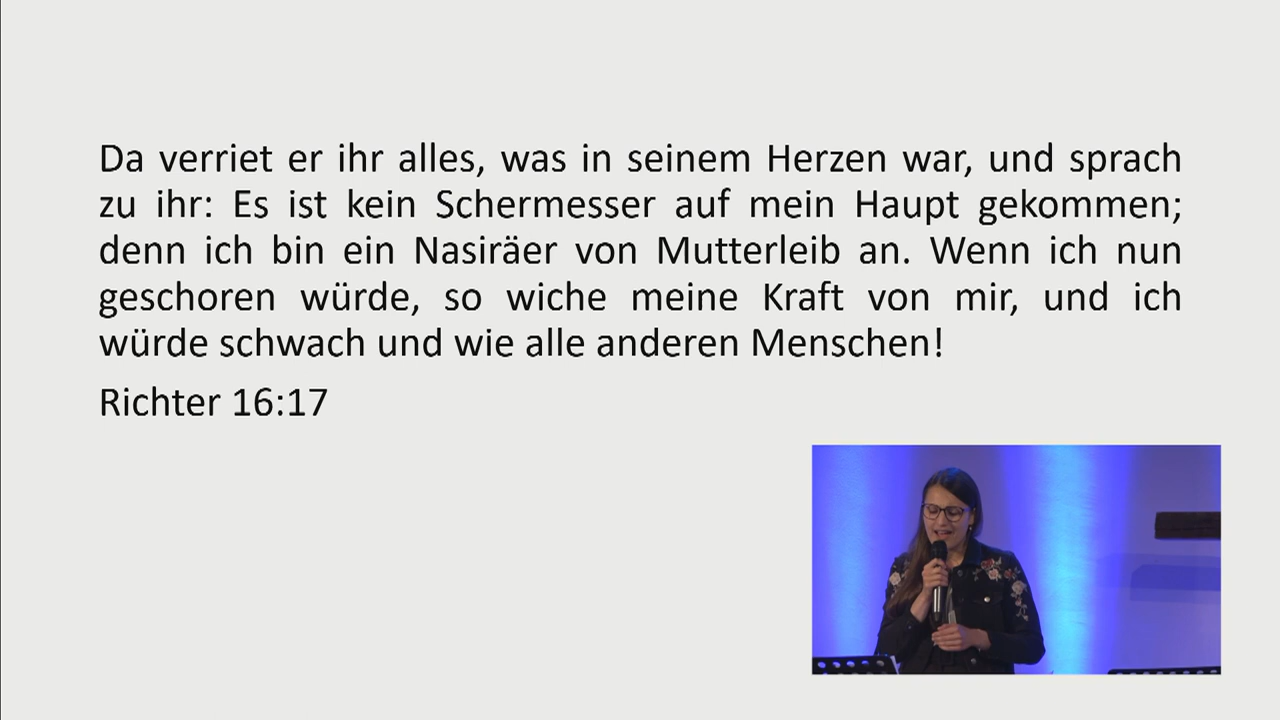 Da verriet er ihr alles, was in seinem Herzen war, und sprach
zu ihr: Es ist kein Schermesser auf mein Haupt gekommen;
denn ich bin ein Nasiräer von Mutterleib an. Wenn ich nun
geschoren würde, so wiche meine Kraft von mir, und ich
würde schwach und wie alle anderen Menschen!
Richter 16:17